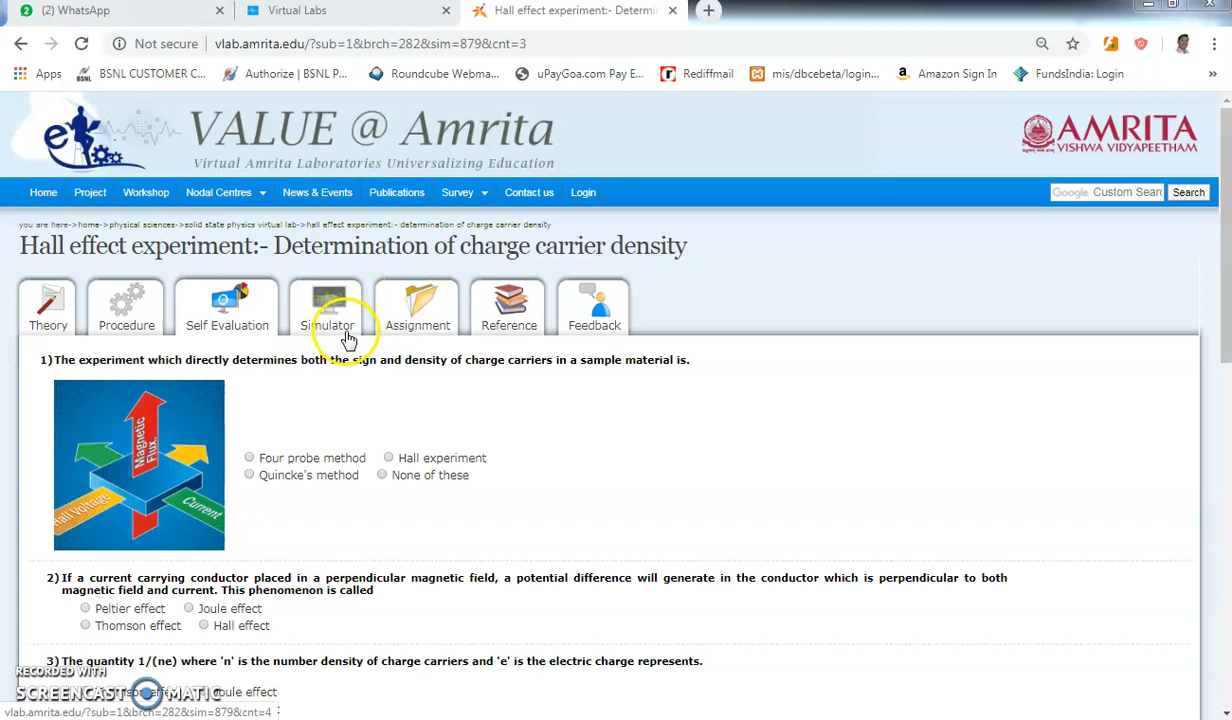 2 (2) WhatsApp
Virtual Labs
Hall effect experiment:- Determi
Not secure vlab.amrita.edu/?sub=1&brch=282&sim=879&cnt=3
Apps BSNL CUSTOMER C... Authorize | BSNL P... Roundcube Webma... uPayGoa.com Pay E... Rediffmail mis/dbcebeta/login... Amazon Sign In FundsIndia: Login »
VALUE @ Amrita
Virtual Amrita Laboratories Universalizing Education
AMRITA
VISHWA VIDYAPEETHAM
Home Project Workshop Nodal Centres News & Events Publications Survey Contact us Login Google Custom Searc Search
you are here->home->physical sciences->solid state physics virtual lab->hall effect experiment:- determination of charge carrier density
Hall effect experiment:- Determination of charge carrier density
Theory Procedure Self Evaluation Simulator Assignment Reference Feedback
1)The experiment which directly determines both the sign and density of charge carriers in a sample material is.
Magnetic Flux.
Hall Voltage
Current
Four probe method Hall experiment
Quincke's method None of these
2) If a current carrying conductor placed in a perpendicular magnetic field, a potential difference will generate in the conductor which is perpendicular to both
magnetic field and current. This phenomenon is called
Peltier effect Joule effect
Thomson effect Hall effect
3) The quantity 1/(ne) where 'n' is the number density of charge carriers and 'e' is the electric charge represents.
RECORDED WITH
SCREENCAST MATIC
Joule effect
vlab.amrita.edu/?sub=1&brch=282&sim=879&cnt=4